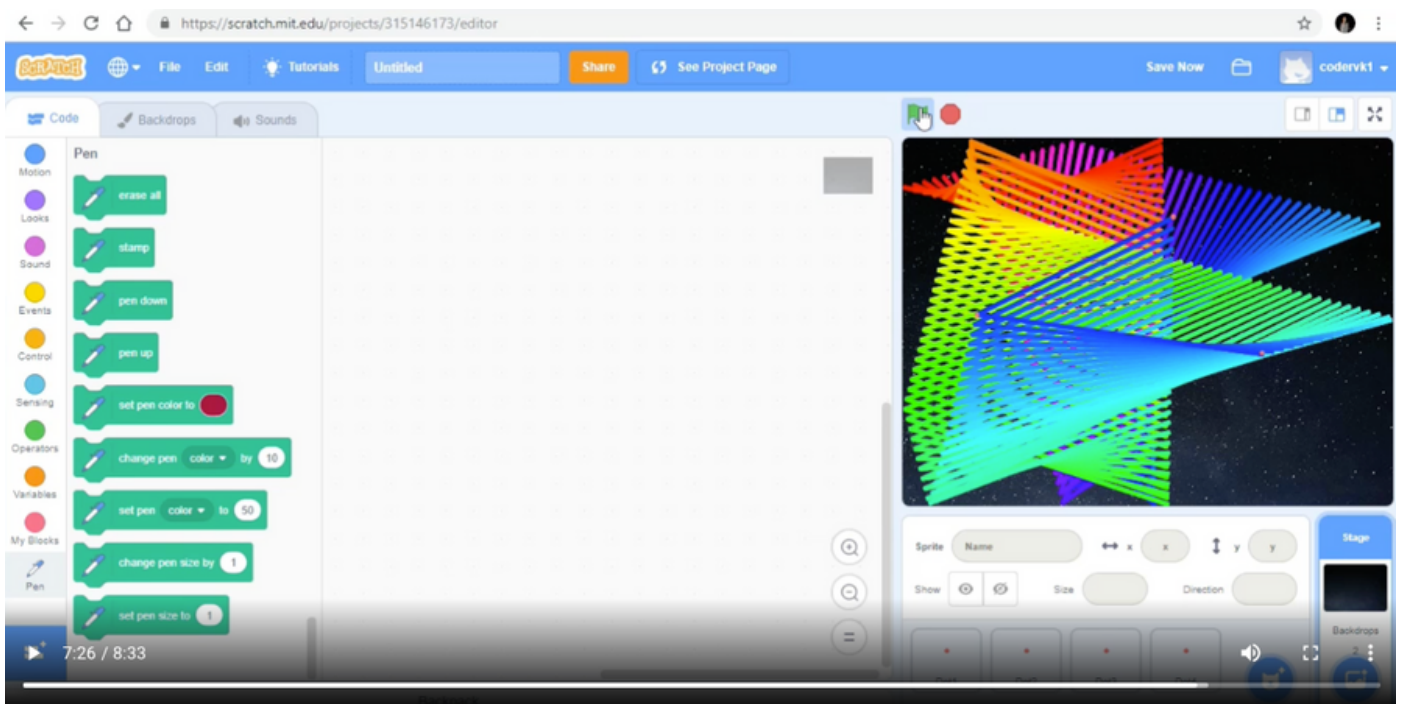 https://scratch.mit.edu/projects/315146173/editor
SCRATCH File Edit Tutorials Untitled Share See Project Page Save Now codervk1
Code Backdrops Sounds
Motion
Looks
Sound
Events
Control
Sensing
Operators
Variables
My Blocks
Pen
Pen
erase all
stamp
pen down
pen up
set pen color to
change pen color by 10
set pen color to 50
change pen size by 1
set pen size to 1
=
Sprite Name x x y y
Show Size Direction
Stage
Backdrops
2
7:26 / 8:33